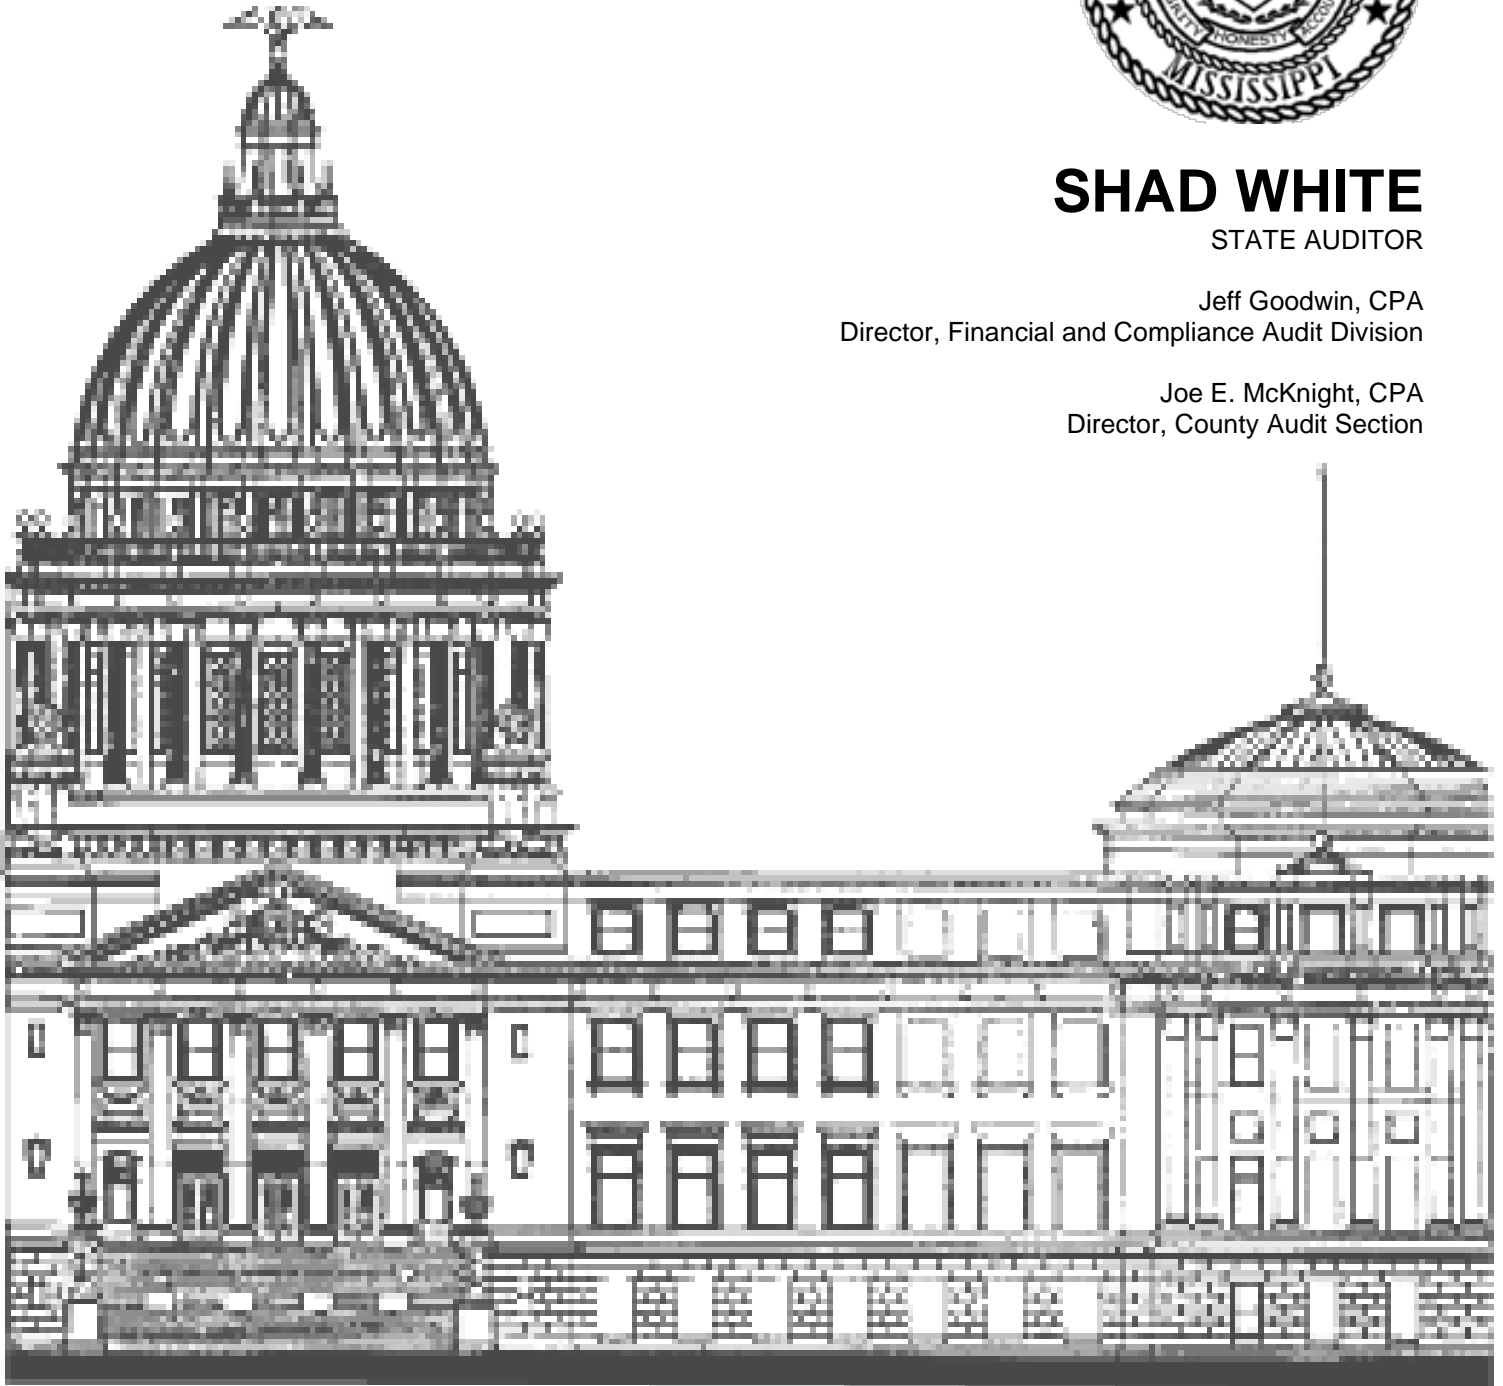 HONESTY
MISSISSIPPI
SHAD WHITE
STATE AUDITOR
Jeff Goodwin, CPA
Director, Financial and Compliance Audit Division
Joe E. McKnight, CPA
Director, County Audit Section